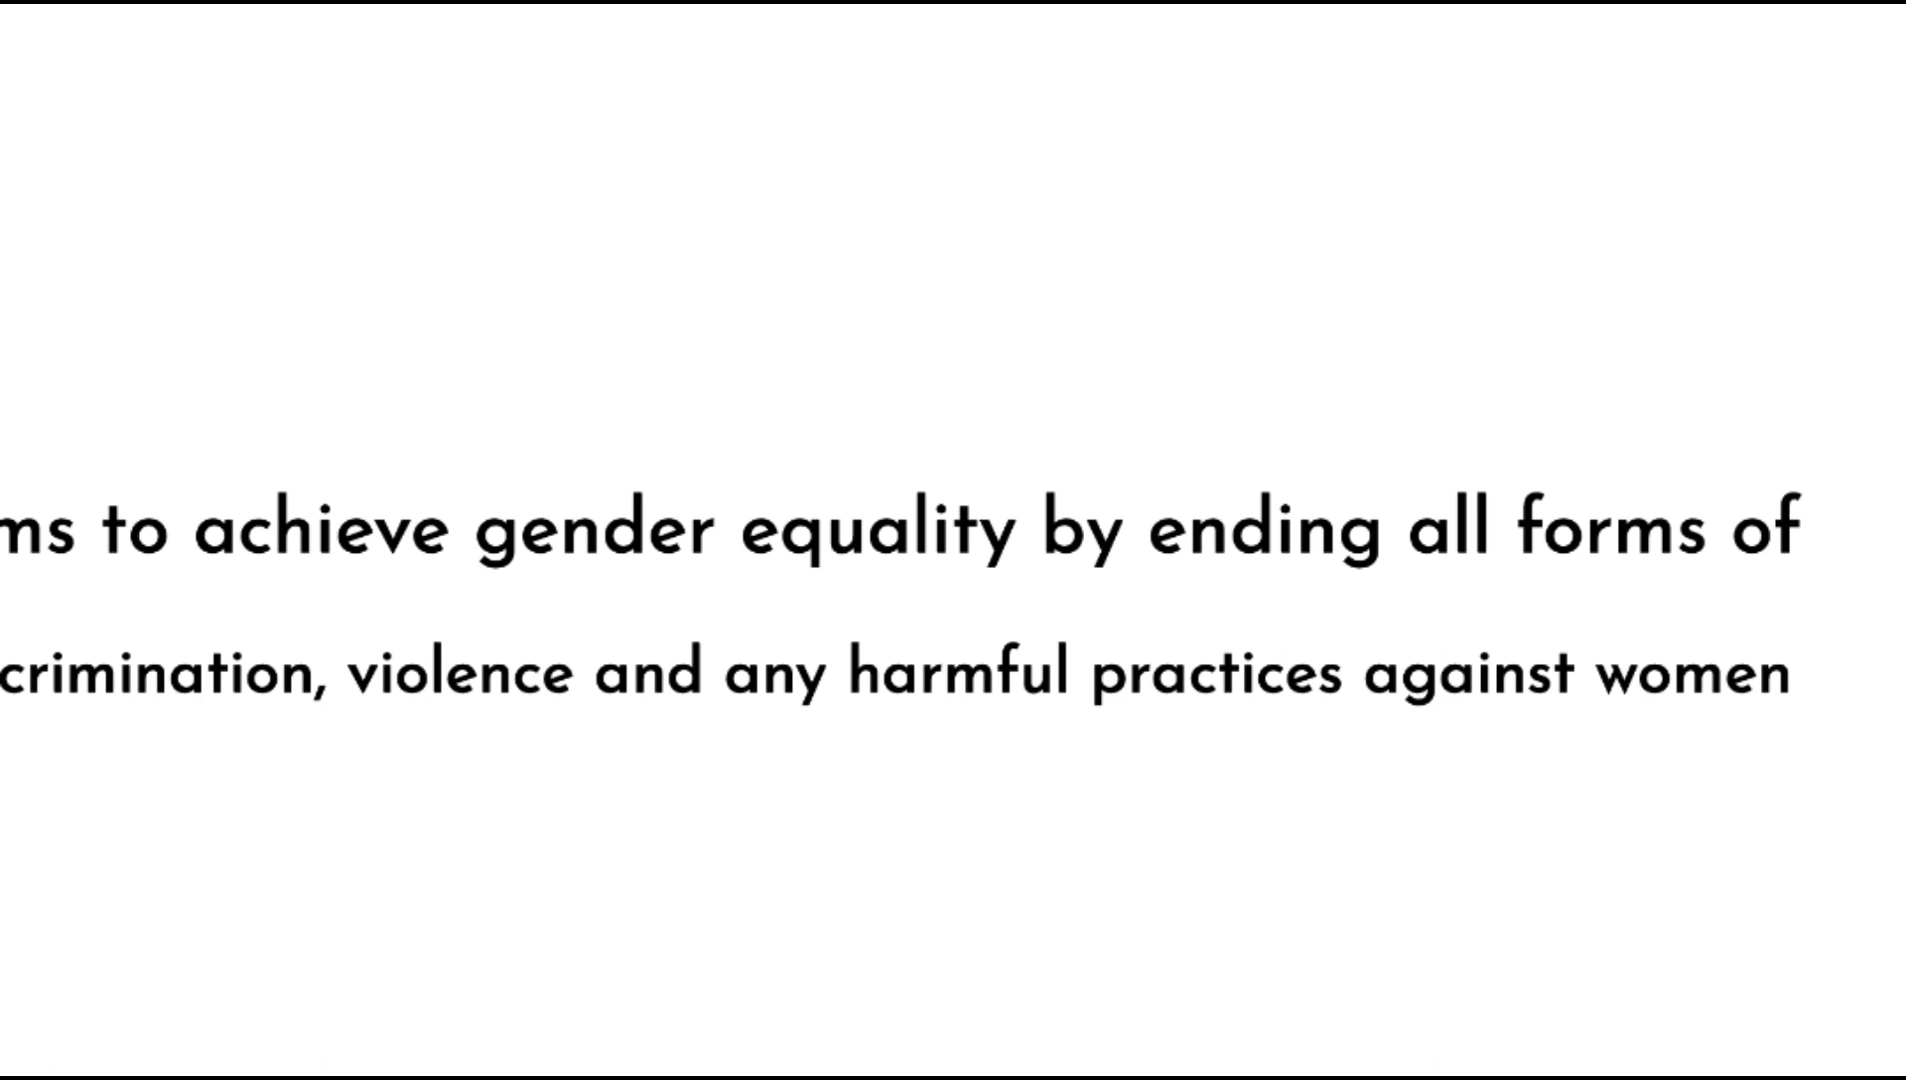 ms to achieve gender equality by ending all forms of
crimination, violence and any harmful practices against women